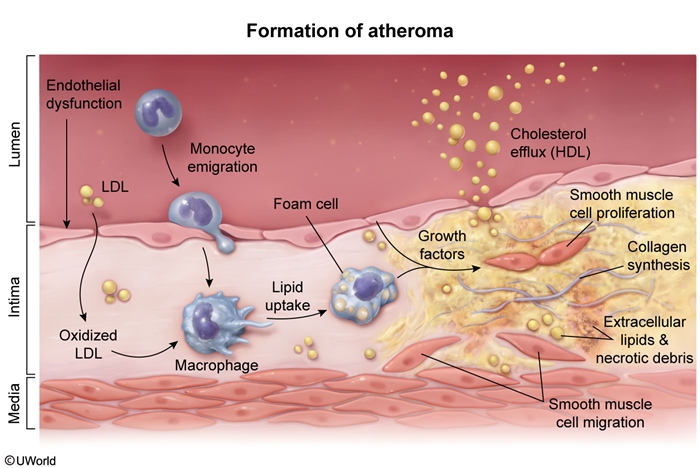 Formation of atheroma
Lumen
Endothelial
dysfunction
Monocyte
emigration
LDL
Cholesterol
efflux (HDL)
Intima
Foam cell
Growth
factors
Smooth muscle
cell proliferation
Collagen
synthesis
Lipid
uptake
Oxidized
LDL
Macrophage
Extracellular
lipids &
necrotic debris
Media
Smooth muscle
cell migration
©UWorld